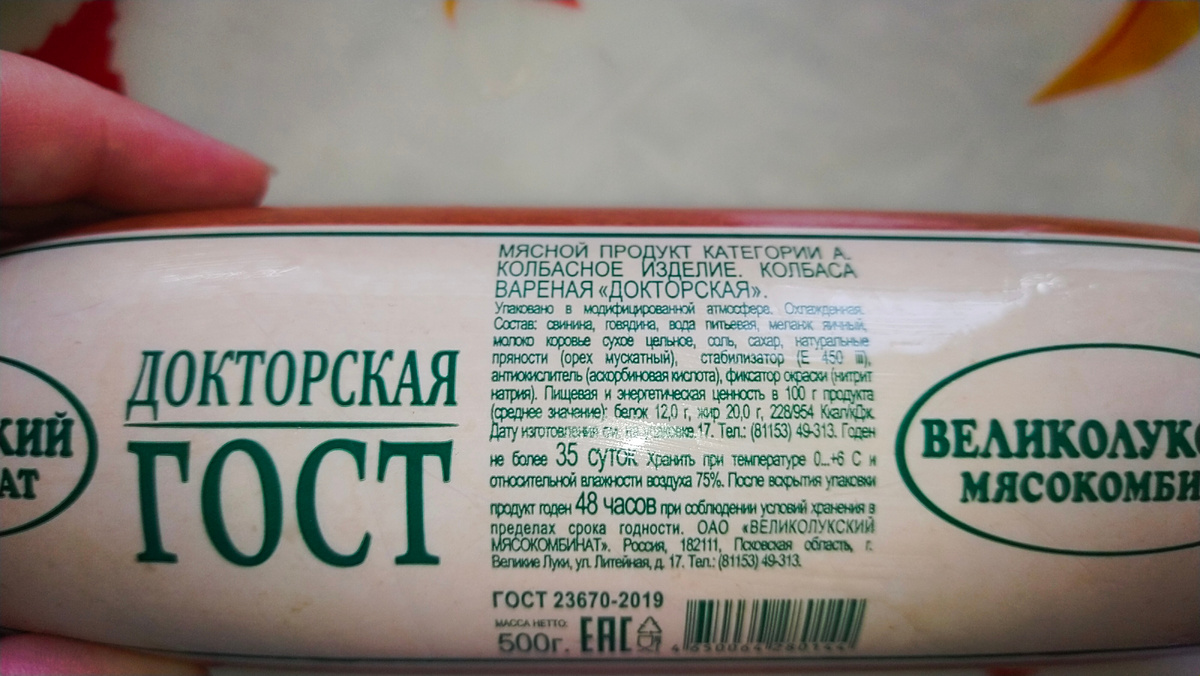 КИЙ
АТ
ДОКТОРСКАЯ
ГОСТ
МЯСНОЙ ПРОДУКТ КАТЕГОРИИ А.
КОЛБАСНОЕ ИЗДЕЛИЕ. КОЛБАСА
ВАРЕНАЯ «ДОКТОРСКАЯ».
Упаковано в модифицированной атмосфере. Охлажденная.
Состав: свинина, говядина, вода питьевая, меланж яичный,
молоко коровье сухое цельное, соль, сахар, натуральные
пряности (орех мускатный), стабилизатор (Е 450 iii),
антиокислитель (аскорбиновая кислота), фиксатор окраски (нитрит
натрия). Пищевая и энергетическая ценность в 100 г продукта
(среднее значение): белок 12,0 г, жир 20,0 г, 228/954 Ккал/кДж.
Дату изготовления см. на упаковке.17. Тел.: (81153) 49-313. Годен
не более 35 суток Хранить при температуре 0...+6 С и
относительной влажности воздуха 75%. После вскрытия упаковки
продукт годен 48 часов при соблюдении условий хранения в
пределах срока годности. ОАО «ВЕЛИКОЛУКСКИЙ
МЯСОКОМБИНАТ». Россия, 182111, Псковская область, г.
Великие Луки, ул. Литейная, д. 17. Тел.: (81153) 49-313.
ГОСТ 23670-2019
МАССА НЕТТО:
500г. ЕАС
ВЕЛИКОЛУКС
МЯСОКОМБИ